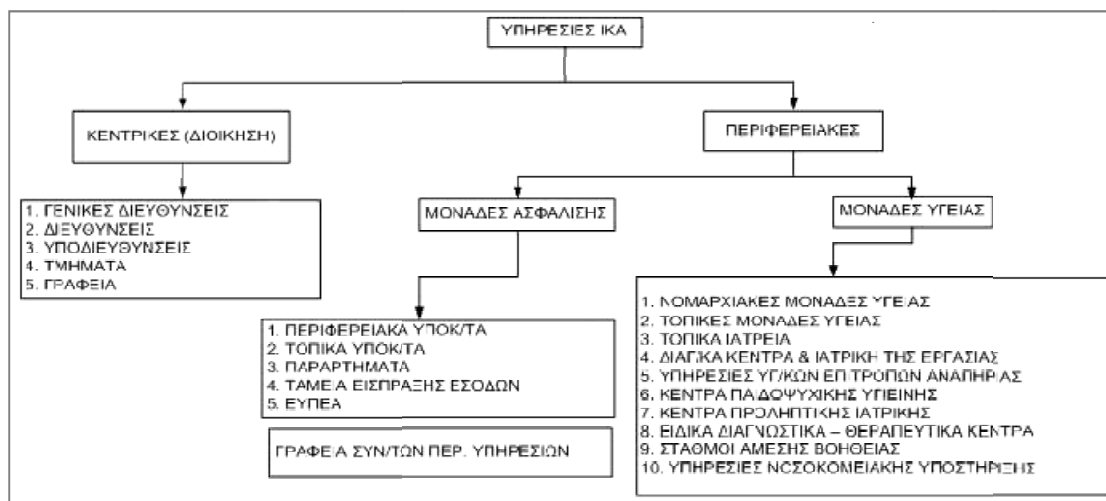 ΥΠΗΡΕΣΙΕΣ ΙΚΑ
ΚΕΝΤΡΙΚΕΣ (ΔΙΟΙΚΗΣΗ)
ΠΕΡΙΦΕΡΕΙΑΚΕΣ
1. ΓΕΝΙΚΕΣ ΔΙΕΥΘΥΝΣΕΙΣ
2. ΔΙΕΥΘΥΝΣΕΙΣ
3. ΥΠΟΔΙΕΥΘΥΝΣΕΙΣ
4. ΤΜΗΜΑΤΑ
5. ΓΡΑΦΕΙΑ
ΜΟΝΑΔΕΣ ΑΣΦΑΛΙΣΗΣ
ΜΟΝΑΔΕΣ ΥΓΕΙΑΣ
1. ΠΕΡΙΦΕΡΕΙΑΚΑ ΥΠΟΚ/ΤΑ
2. ΤΟΠΙΚΑ ΥΠΟΚ/ΤΑ
3. ΠΑΡΑΡΤΗΜΑΤΑ
4. ΤΑΜΕΙΑ ΕΙΣΠΡΑΞΗΣ ΕΣΟΔΩΝ
5. ΕΥΠΕΑ
ΓΡΑΦΕΙΑ ΣΥΝ/ΤΩΝ ΠΕΡ. ΥΠΗΡΕΣΙΩΝ
1. ΝΟΜΑΡΧΙΑΚΕΣ ΜΟΝΑΔΕΣ ΥΓΕΙΑΣ
2. ΤΟΠΙΚΕΣ ΜΟΝΑΔΕΣ ΥΓΕΙΑΣ
3. ΤΟΠΙΚΑ ΙΑΤΡΕΙΑ
4. ΔΙΑΓ/ΚΑ ΚΕΝΤΡΑ & ΙΑΤΡΙΚΗ ΤΗΣ ΕΡΓΑΣΙΑΣ
5. ΥΠΗΡΕΣΙΕΣ ΥΓ/ΚΩΝ ΕΠΙΤΡΟΠΩΝ ΑΝΑΠΗΡΙΑΣ
6. ΚΕΝΤΡΑ ΠΑΙΔΟΨΥΧΙΚΗΣ ΥΓΙΕΙΝΗΣ
7. ΚΕΝΤΡΑ ΠΡΟΛΗΠΤΙΚΗΣ ΙΑΤΡΙΚΗΣ
8. ΕΙΔΙΚΑ ΔΙΑΓΝΩΣΤΙΚΑ – ΘΕΡΑΠΕΥΤΙΚΑ ΚΕΝΤΡΑ
9. ΣΤΑΘΜΟΙ ΑΜΕΣΗΣ ΒΟΗΘΕΙΑΣ
10. ΥΠΗΡΕΣΙΕΣ ΝΟΣΟΚΟΜΕΙΑΚΗΣ ΥΠΟΣΤΗΡΙΞΗΣ